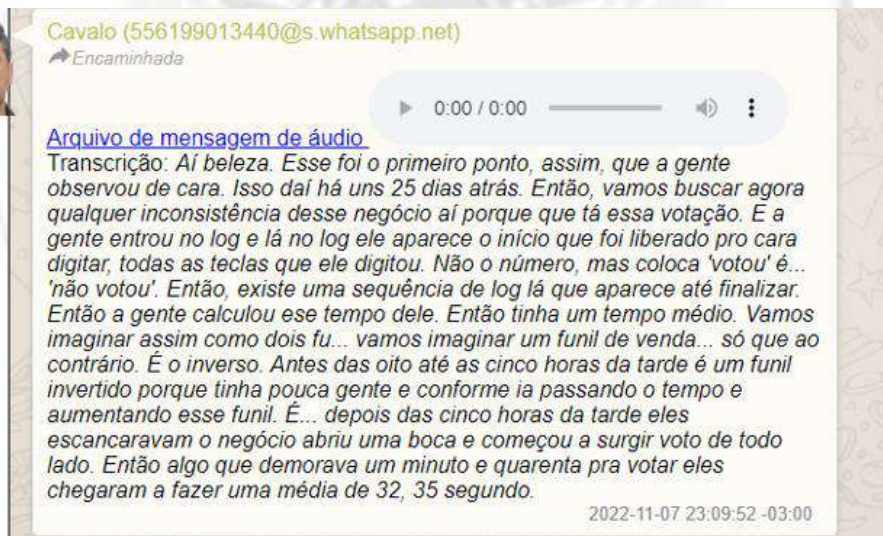 Cavalo (556199013440@s.whatsapp.net)
Encaminhada
0:00 / 0:00
Arquivo de mensagem de áudio
Transcrição: Aí beleza. Esse foi o primeiro ponto, assim, que a gente
observou de cara. Isso daí há uns 25 dias atrás. Então, vamos buscar agora
qualquer inconsistência desse negócio aí porque que tá essa votação. E a
gente entrou no log e lá no log ele aparece o início que foi liberado pro cara
digitar, todas as teclas que ele digitou. Não o número, mas coloca 'votou' é...
'não votou'. Então, existe uma sequência de log lá que aparece até finalizar.
Então a gente calculou ese tempo dele. Então tinha um tempo médio. Vamos
imaginar assim como dois fu... vamos imaginar um funil de venda... só que ao
contrário. É o inverso. Antes das oito até as cinco horas da tarde é um funil
invertido porque tinha pouca gente e conforme ia passando o tempo e
aumentando esse funil. É... depois das cinco horas da tarde eles
escancaravam o negócio abriu uma boca e começou a surgir voto de todo
lado. Então algo que demorava um minuto e quarenta pra votar eles
chegaram a fazer uma média de 32, 35 segundo.
2022-11-07 23:09:52 -03:00